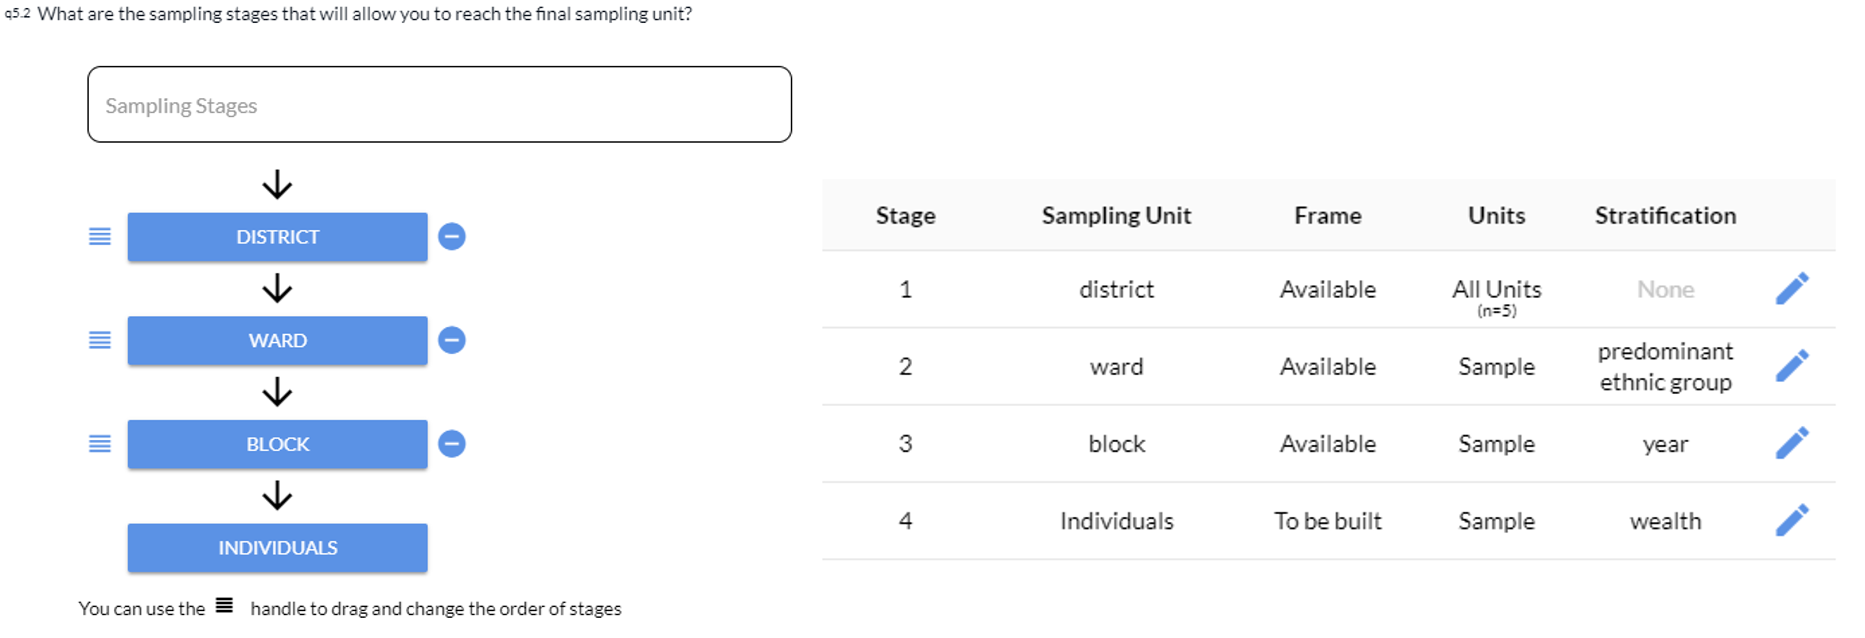 q5.2 What are the sampling stages that will allow you to reach the final sampling unit?
Sampling Stages
DISTRICT
WARD
BLOCK
INDIVIDUALS
You can use the handle to drag and change the order of stages
Stage Sampling Unit Frame Units Stratification
1 district Available All Units (n=5) None
2 ward Available Sample predominant ethnic group
3 block Available Sample year
4 Individuals To be built Sample wealth